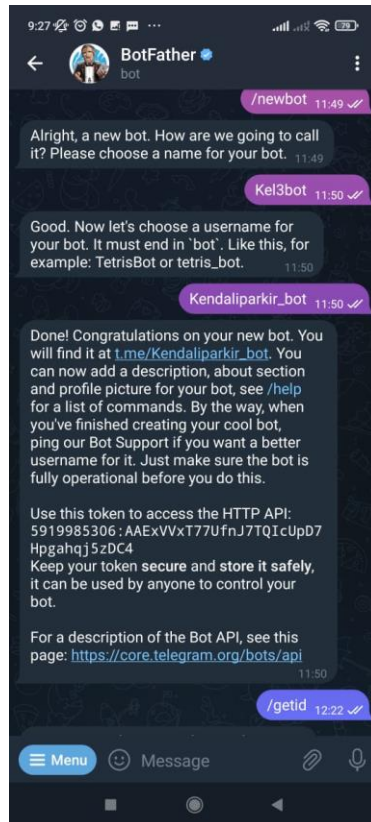 9:27
79
BotFather
bot
/newbot 11:49
Alright, a new bot. How are we going to call
it? Please choose a name for your bot. 11:49
Kel3bot 11:50
Good. Now let's choose a username for
your bot. It must end in `bot`. Like this, for
example: TetrisBot or tetris_bot. 11:50
Kendaliparkir_bot 11:50
Done! Congratulations on your new bot. You
will find it at t.me/Kendaliparkir_bot. You
can now add a description, about section
and profile picture for your bot, see /help
for a list of commands. By the way, when
you've finished creating your cool bot,
ping our Bot Support if you want a better
username for it. Just make sure the bot is
fully operational before you do this.
Use this token to access the HTTP API:
5919985306:AAExVVxT77UfnJ7TQIcUpD7
Hpgahqj5zDC4
Keep your token secure and store it safely,
it can be used by anyone to control your
bot.
For a description of the Bot API, see this
page: https://core.telegram.org/bots/api
11:50
/getid 12:22
Menu
Message